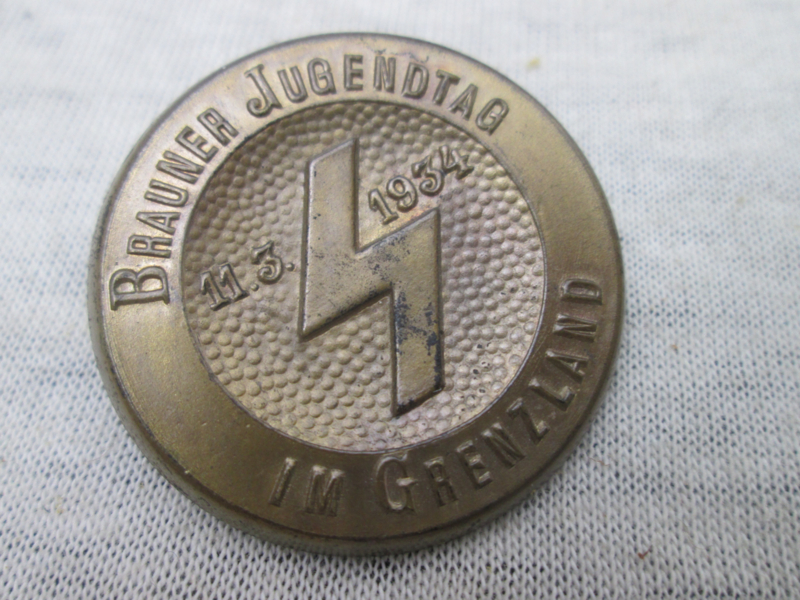 BRAUNER JUGENDTAG
11.3. 1934
IM GRENZLAND